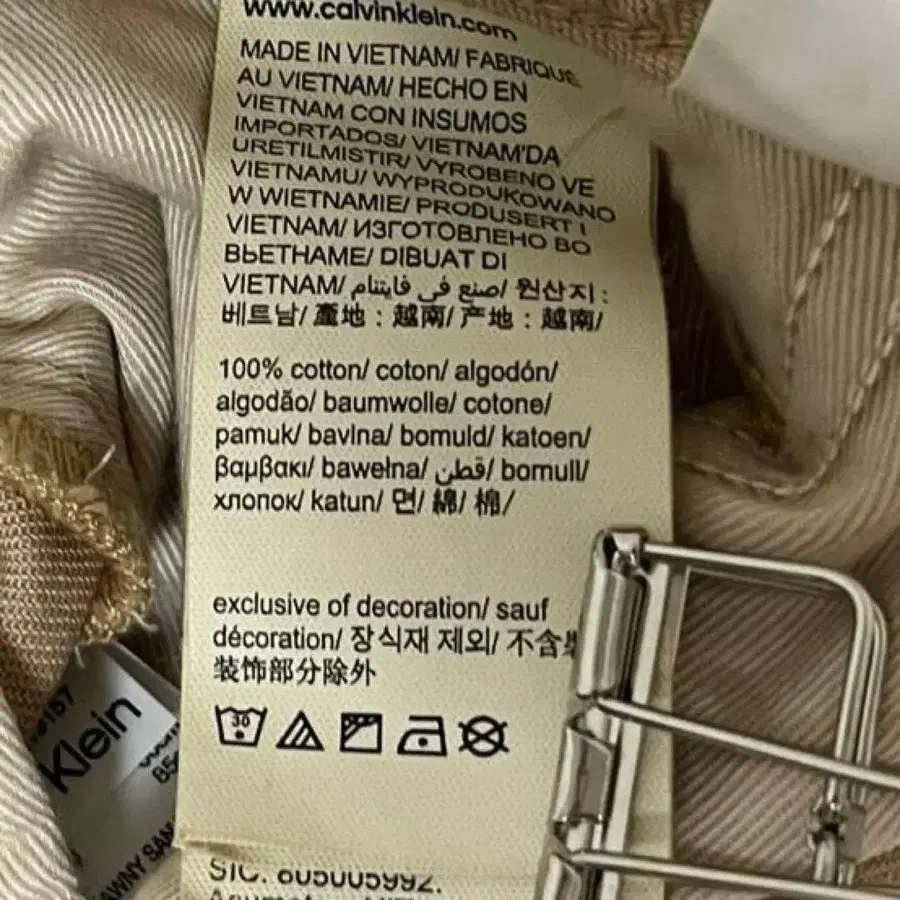 www.calvinklein.com
MADE IN VIETNAM/ FABRIQUE
AU VIETNAM/ HECHO EN
VIETNAM CON INSUMOS
IMPORTADOS/ VIETNAM'DA
URETILMISTIR/ VYROBENO VE
VIETNAMU/ WYPRODUKOWANO
W WIETNAMIE/ PRODUSERT I
VIETNAM/ ИЗГОТОВЛЕНО ВО
ВЬЕТНАМЕ/ DIBUAT DI
VIETNAM/ صنع في فايتنام/ 원산지 :
베트남/ 產地 : 越南/ 产地 : 越南/
100% cotton/ coton/ algodón/
algodão/ baumwolle/ cotone/
pamuk/ bavlna/ bomuld/ katoen/
βαμβακι/ bawełna/ قطن/ bomull/
хлопок/ katun/ 면/ 綿/ 棉/
exclusive of decoration/ sauf
décoration/ 장식재 제외/ 不含
装饰部分除外
30
Klein
SIC: 805005992.